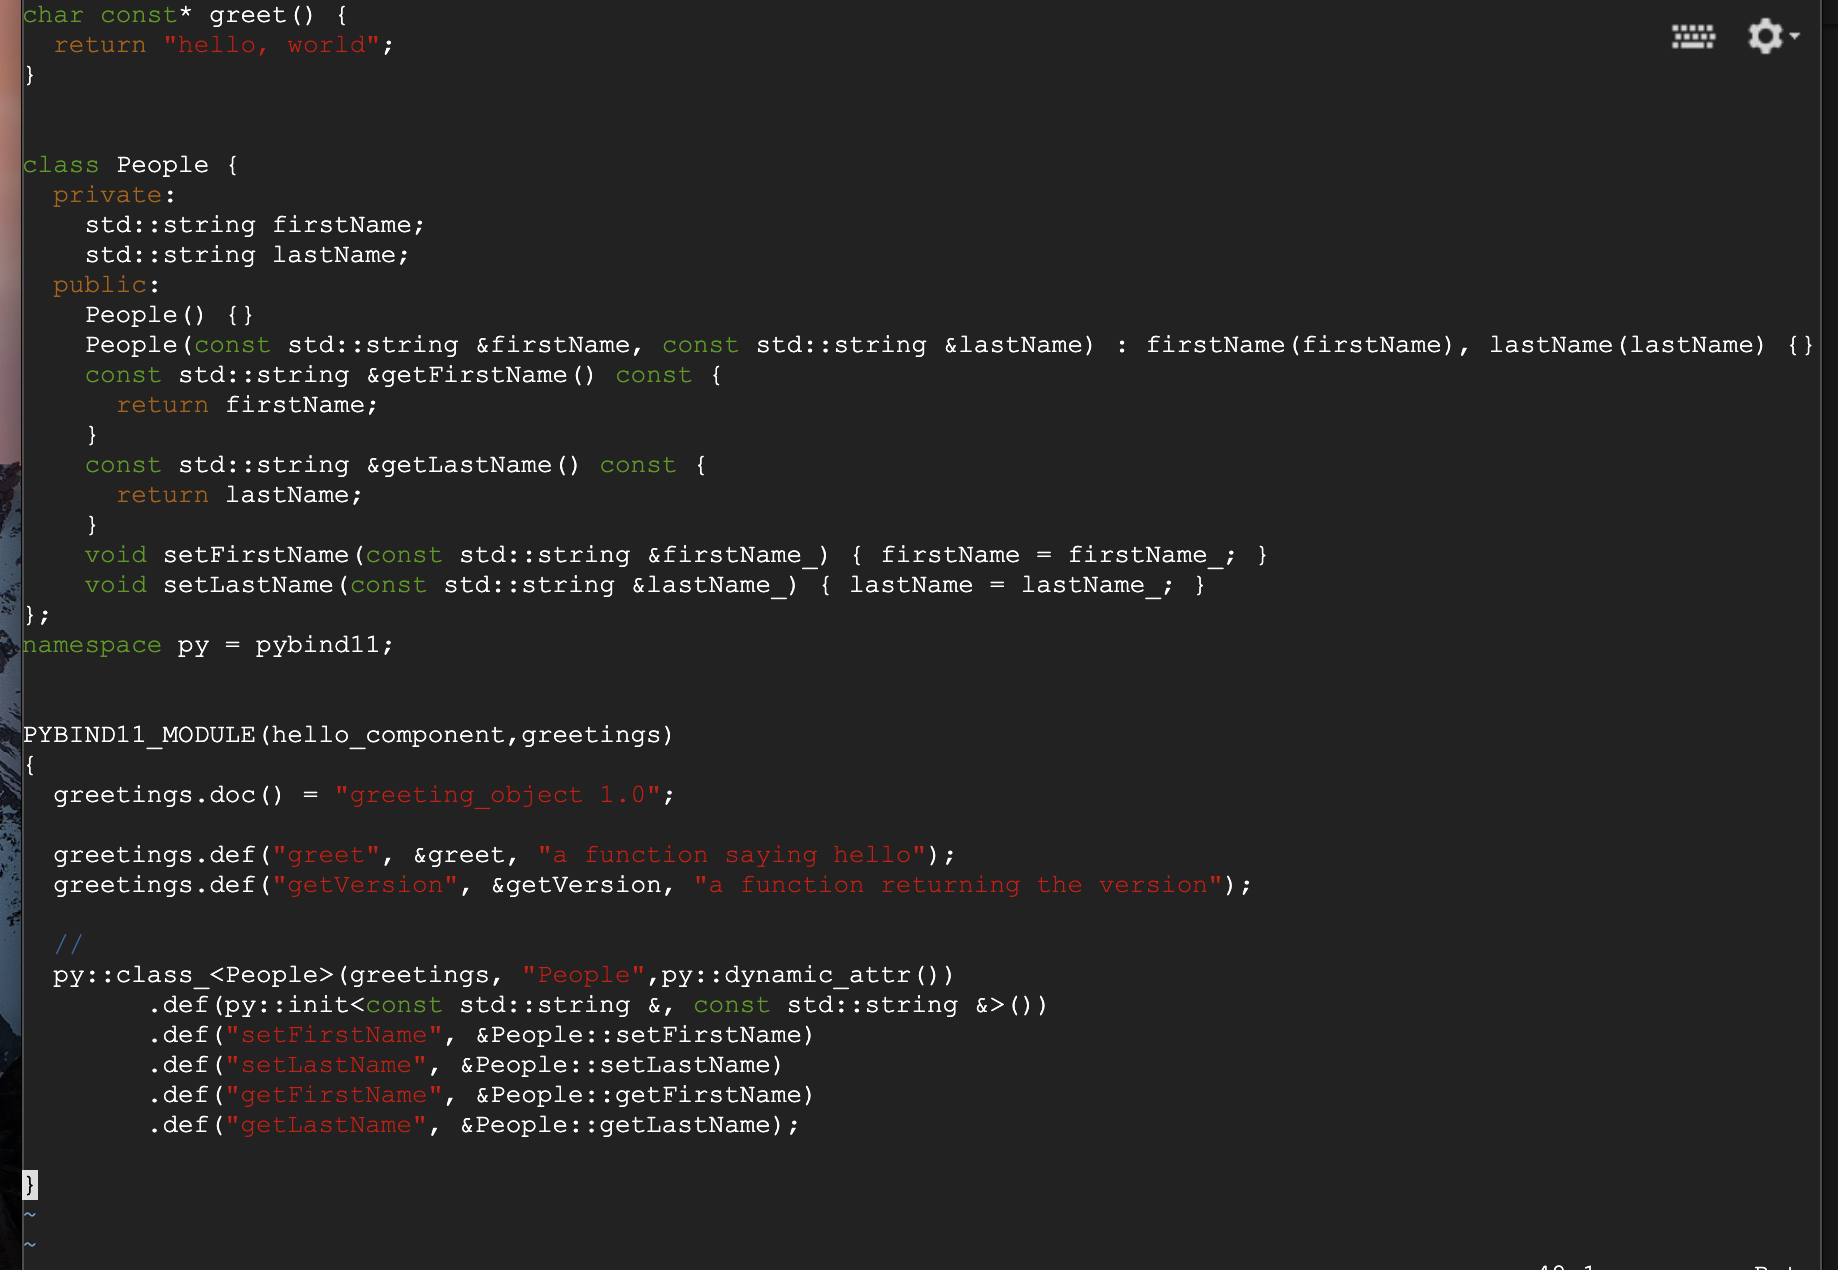 char const* greet() {
  return "hello, world";
}
class People {
  private:
    std::string firstName;
    std::string lastName;
  public:
    People() {}
    People(const std::string &firstName, const std::string &lastName) : firstName(firstName), lastName(lastName) {}
    const std::string &getFirstName() const {
      return firstName;
    }
    const std::string &getLastName() const {
      return lastName;
    }
    void setFirstName(const std::string &firstName_) { firstName = firstName_; }
    void setLastName(const std::string &lastName_) { lastName = lastName_; }
};
namespace py = pybind11;
PYBIND11_MODULE(hello_component,greetings)
{
  greetings.doc() = "greeting_object 1.0";
  greetings.def("greet", &greet, "a function saying hello");
  greetings.def("getVersion", &getVersion, "a function returning the version");
  //
  py::class_<People>(greetings, "People",py::dynamic_attr())
        .def(py::init<const std::string &, const std::string &>())
        .def("setFirstName", &People::setFirstName)
        .def("setLastName", &People::setLastName)
        .def("getFirstName", &People::getFirstName)
        .def("getLastName", &People::getLastName);
}
~
~